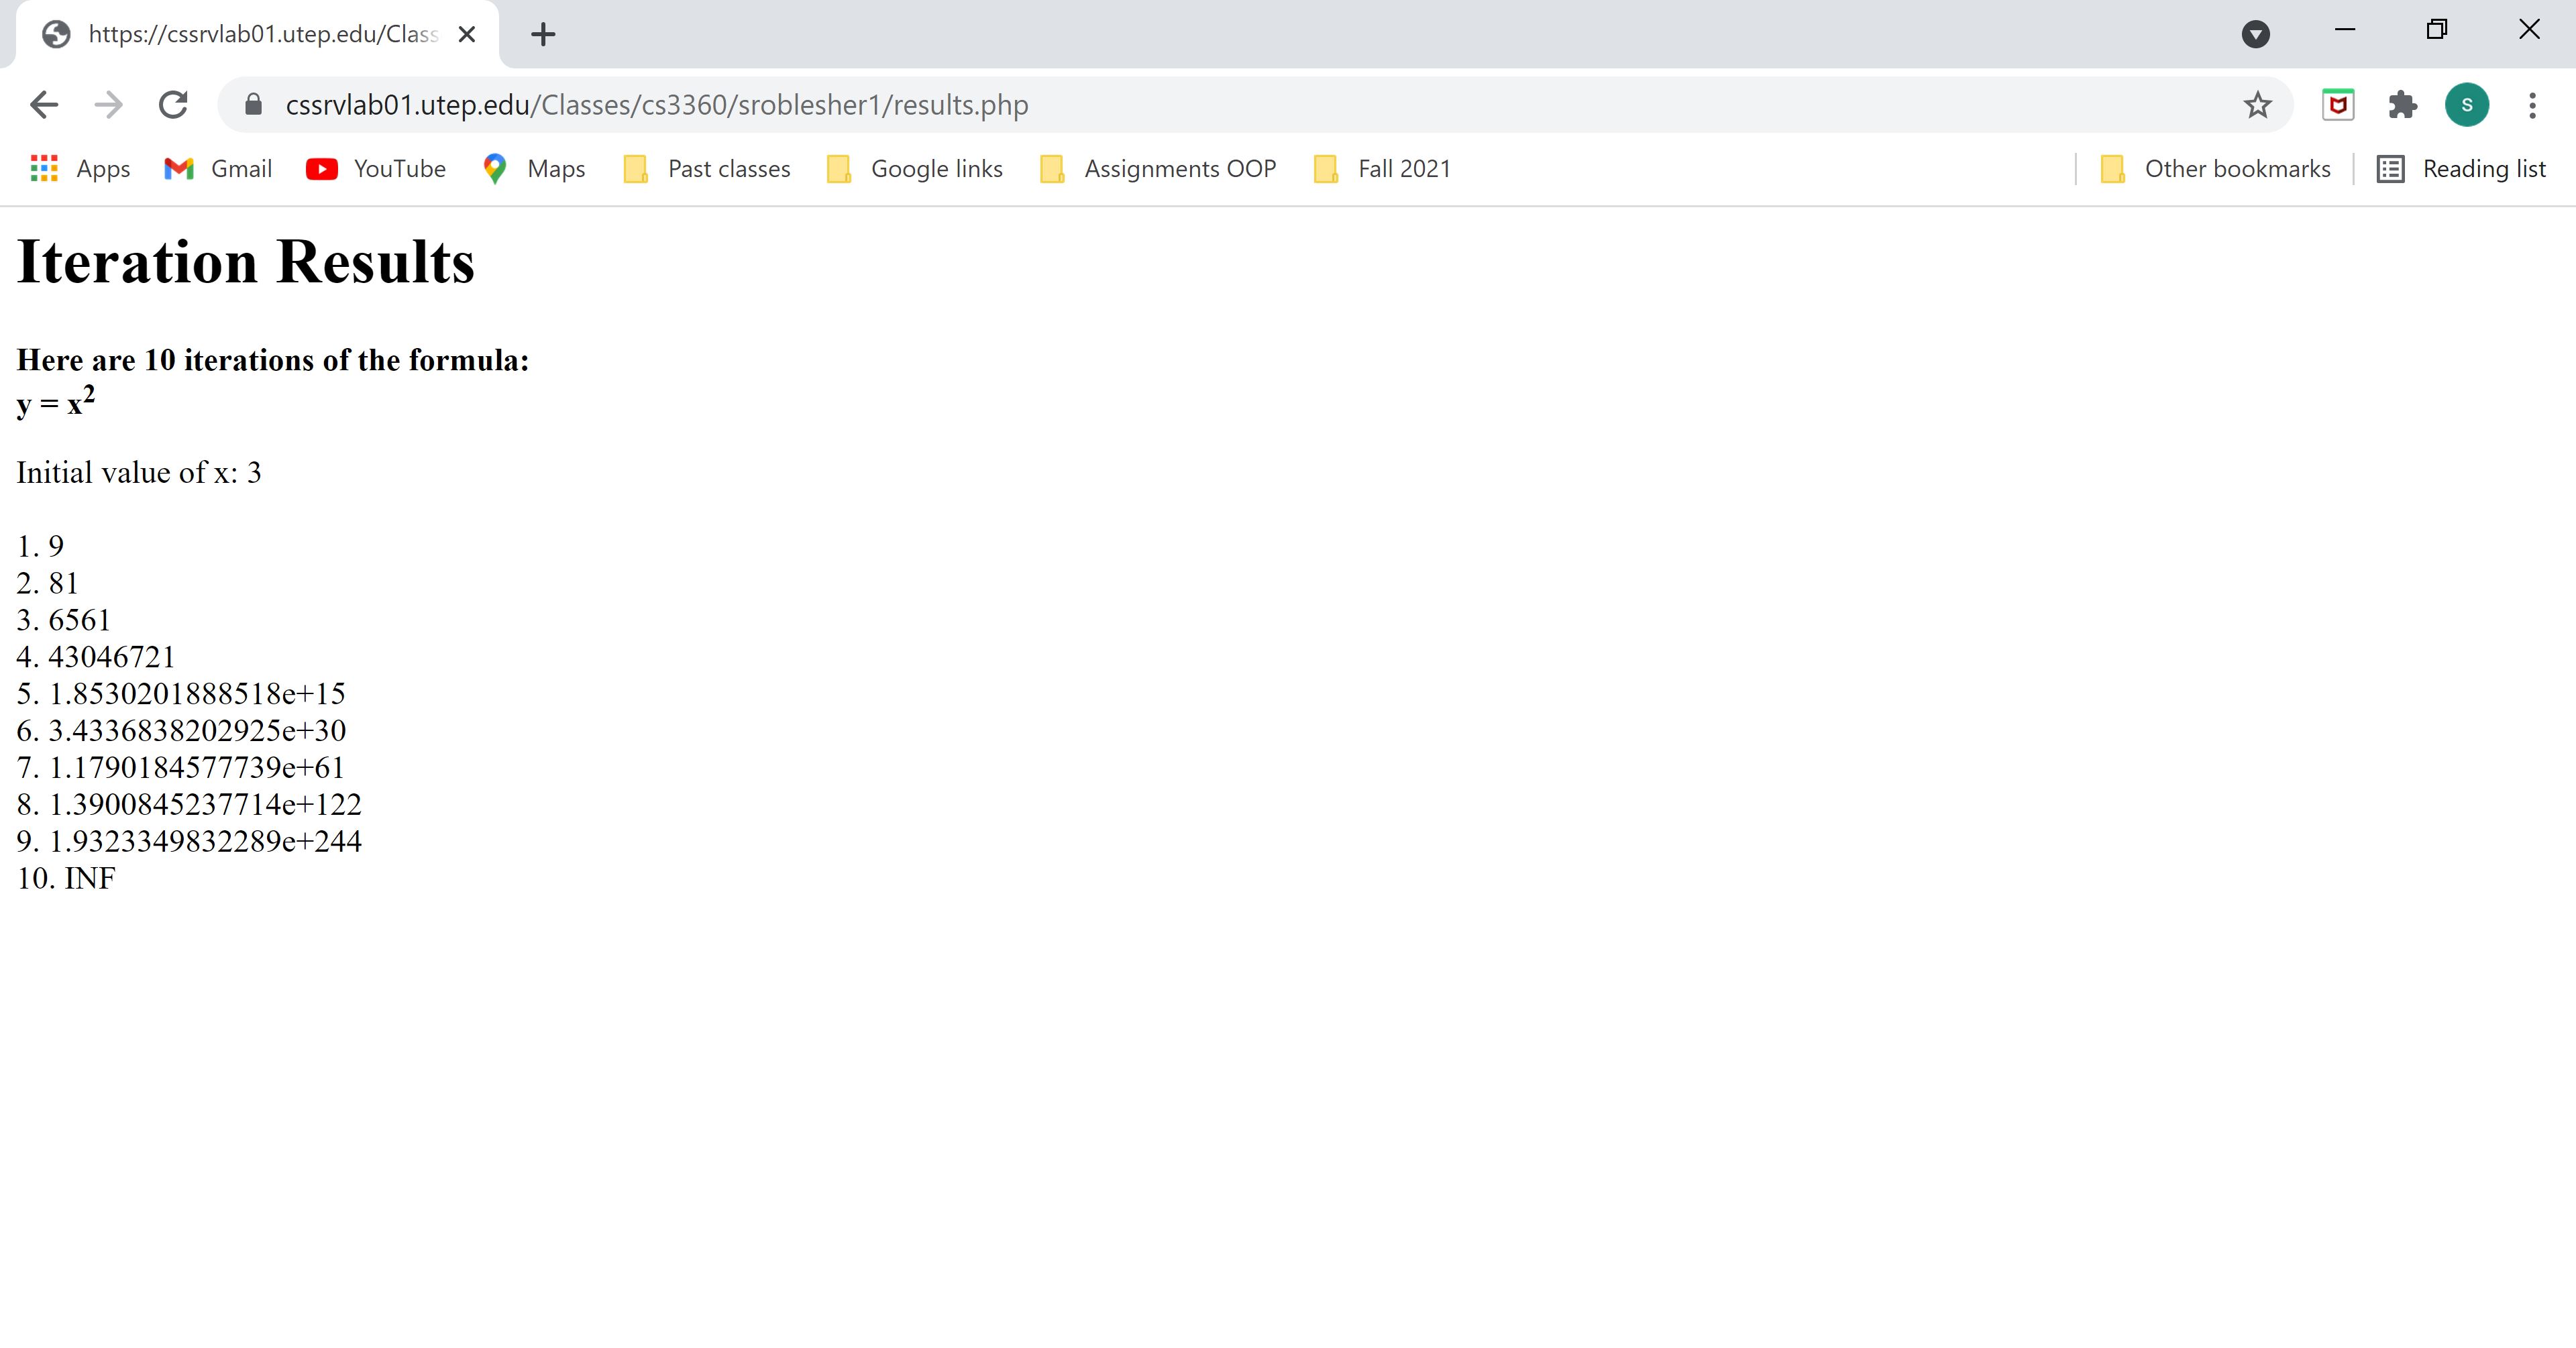 https://cssrvlab01.utep.edu/Class
cssrvlab01.utep.edu/Classes/cs3360/sroblesher1/results.php
S
Apps Gmail YouTube Maps Past classes Google links Assignments OOP Fall 2021 Other bookmarks Reading list
Iteration Results
Here are 10 iterations of the formula:
y = x²
Initial value of x: 3
1. 9
2. 81
3. 6561
4. 43046721
5. 1.8530201888518e+15
6. 3.4336838202925e+30
7. 1.1790184577739e+61
8. 1.3900845237714e+122
9. 1.9323349832289e+244
10. INF